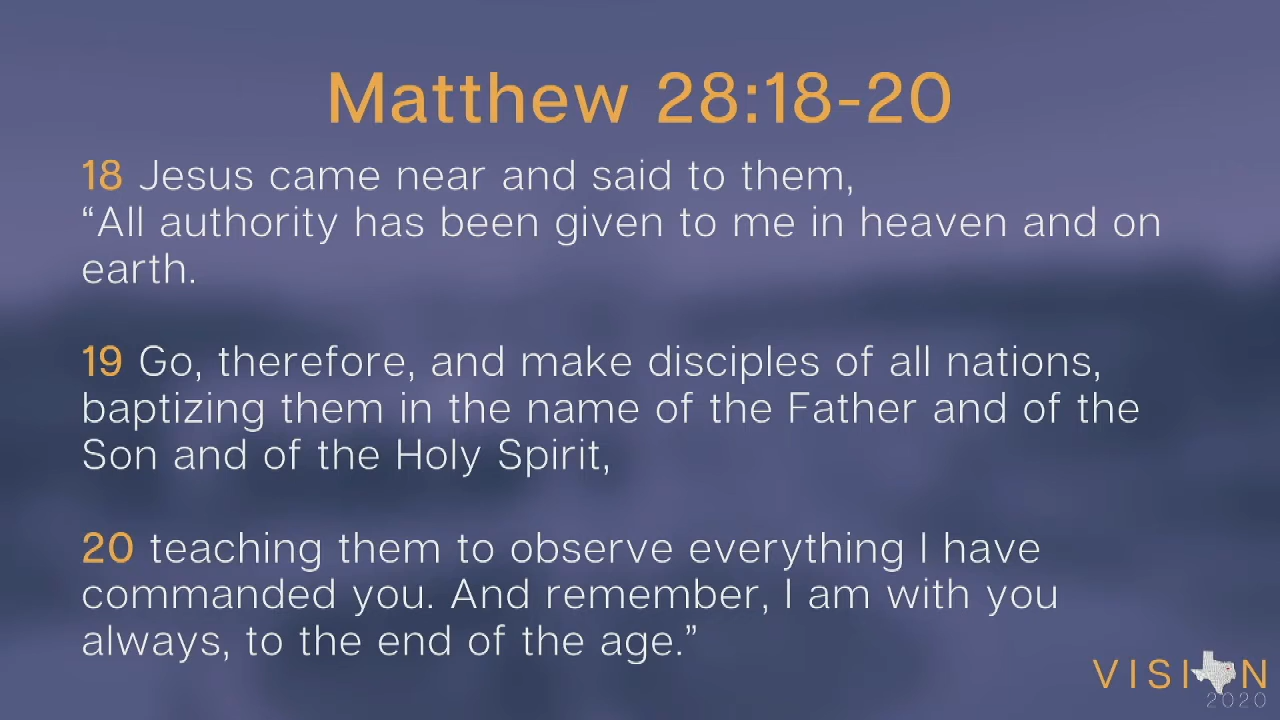 Matthew 28:18-20
18 Jesus came near and said to them,
“All authority has been given to me in heaven and on
earth.
19 Go, therefore, and make disciples of all nations,
baptizing them in the name of the Father and of the
Son and of the Holy Spirit,
20 teaching them to observe everything I have
commanded you. And remember, I am with you
always, to the end of the age.”
VISI N
2020